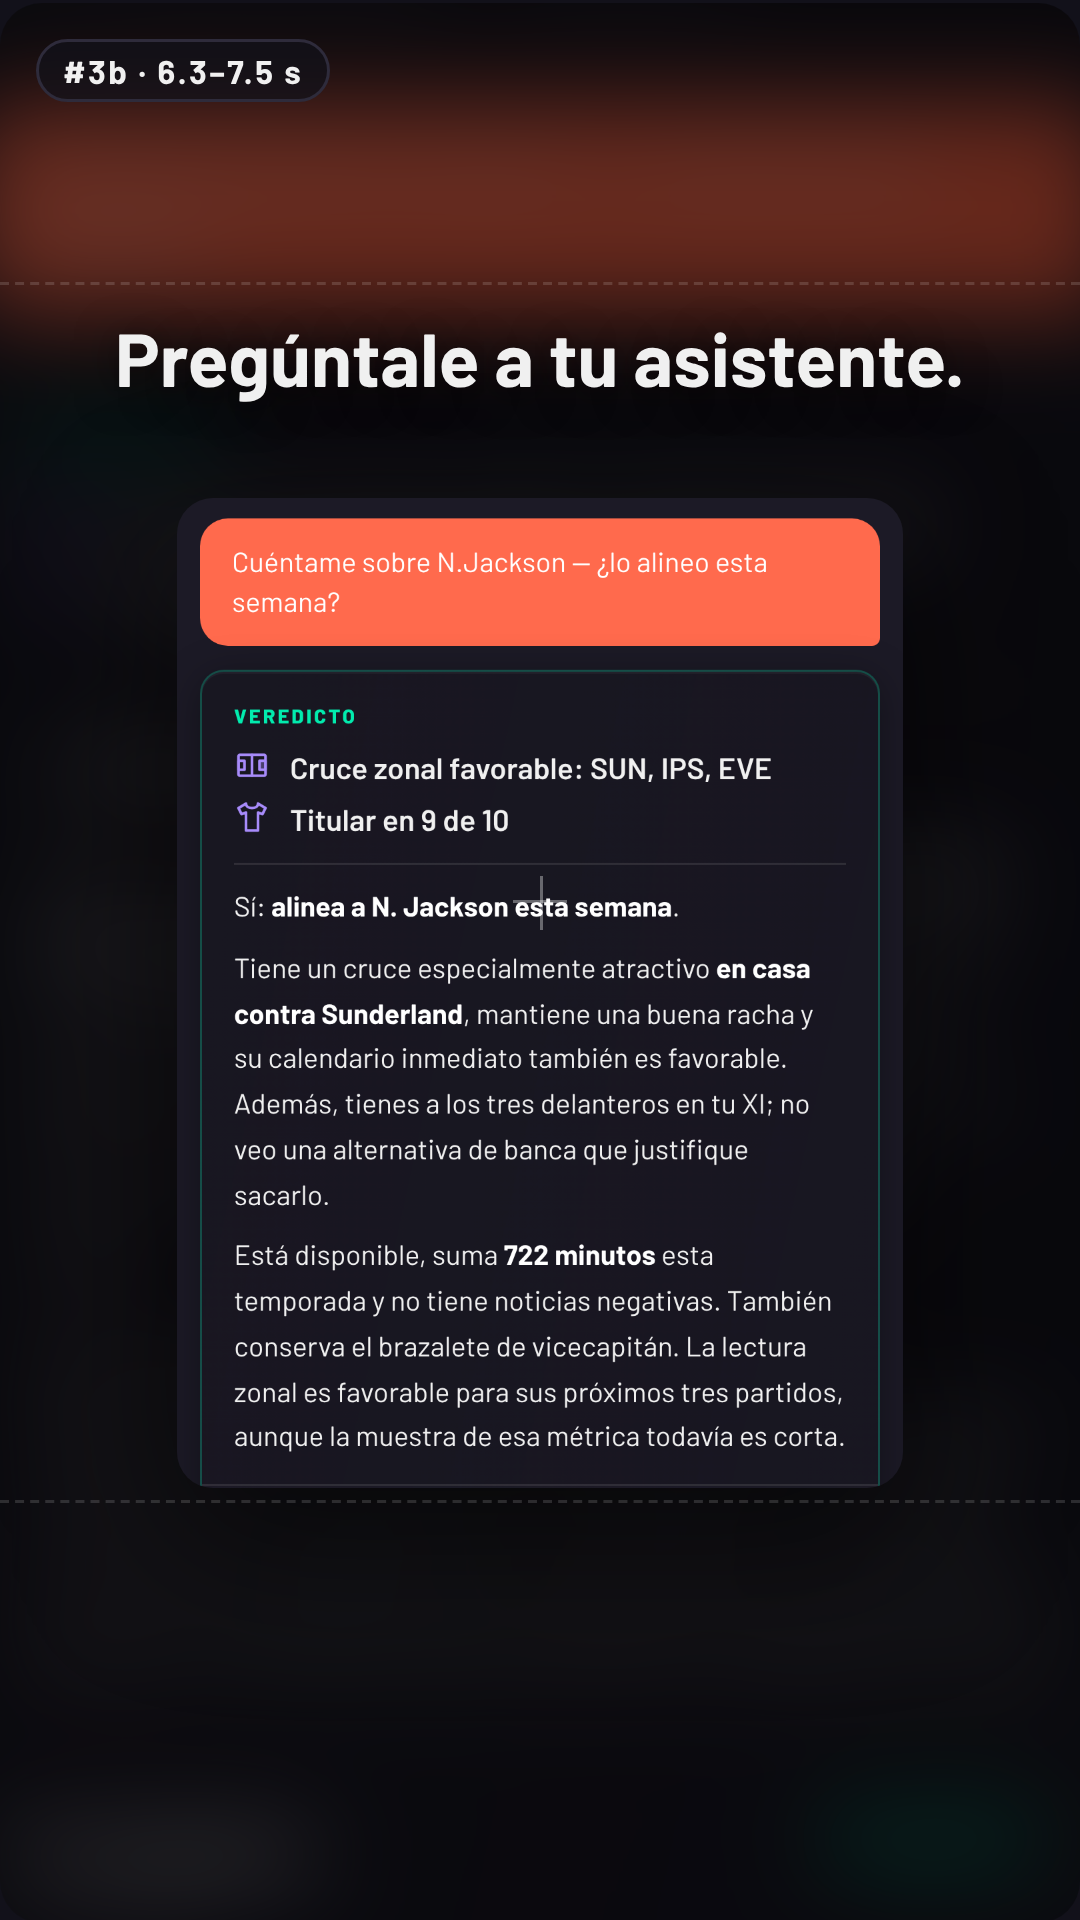 #3b · 6.3–7.5 s
Pregúntale a tu asistente.
Cuéntame sobre N.Jackson — ¿lo alineo esta
semana?
VEREDICTO
Cruce zonal favorable: SUN, IPS, EVE
Titular en 9 de 10
Sí: alinea a N. Jackson esta semana.
Tiene un cruce especialmente atractivo en casa
contra Sunderland, mantiene una buena racha y
su calendario inmediato también es favorable.
Además, tienes a los tres delanteros en tu XI; no
veo una alternativa de banca que justifique
sacarlo.
Está disponible, suma 722 minutos esta
temporada y no tiene noticias negativas. También
conserva el brazalete de vicecapitán. La lectura
zonal es favorable para sus próximos tres partidos,
aunque la muestra de esa métrica todavía es corta.